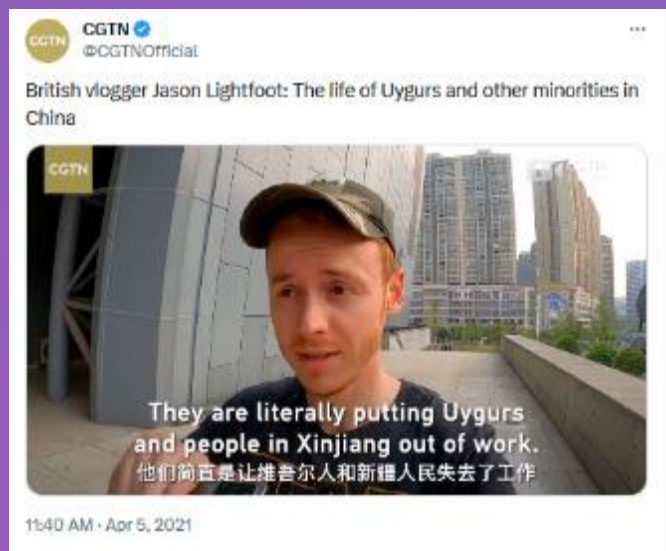 CGTN
CGTN
@CGTNOfficial
British vlogger Jason Lightfoot: The life of Uygurs and other minorities in
China
CGTN
They are literally putting Uygurs
and people in Xinjiang out of work.
他们简直是让维吾尔人和新疆人民失去了工作
11:40 AM · Apr 5, 2021